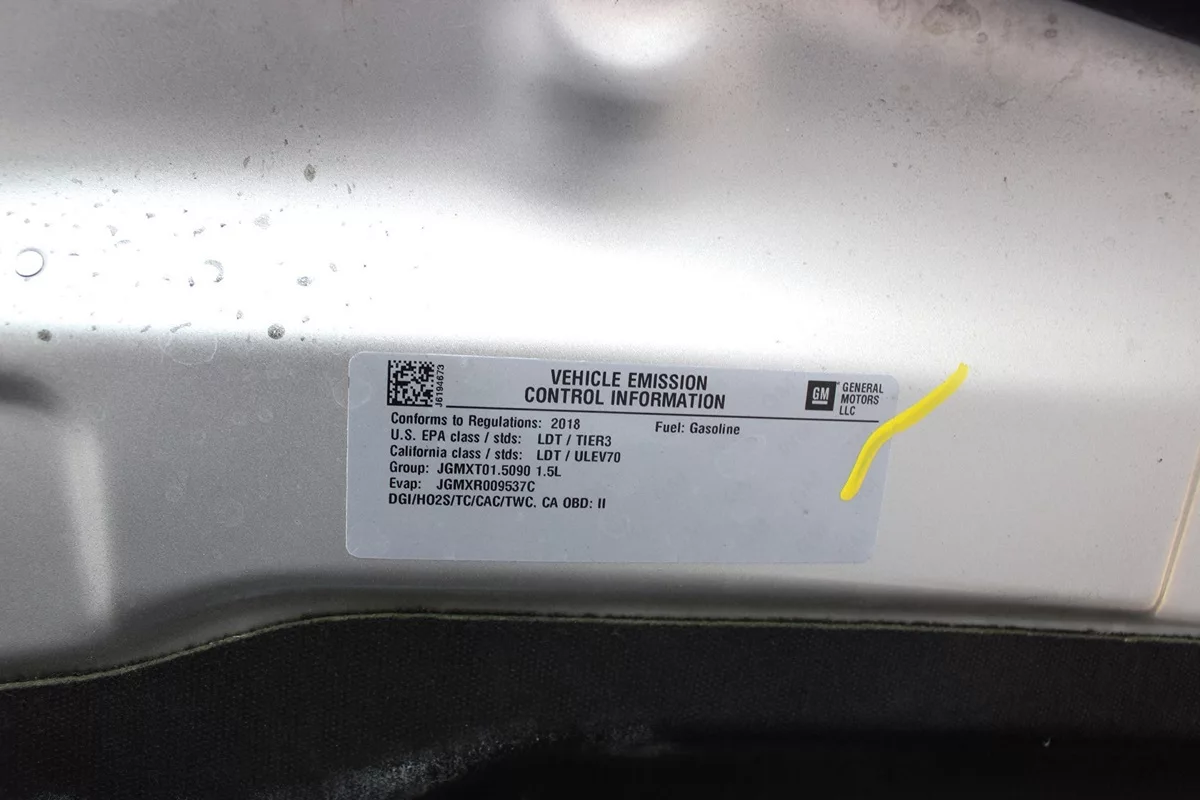 J6194673
VEHICLE EMISSION
CONTROL INFORMATION
GM
GENERAL
MOTORS
LLC
Conforms to Regulations: 2018
Fuel: Gasoline
U.S. EPA class / stds: LDT / TIER3
California class / stds: LDT / ULEV70
Group: JGMXT01.5090 1.5L
Evap: JGMXR009537C
DGI/HO2S/TC/CAC/TWC. CA OBD: II